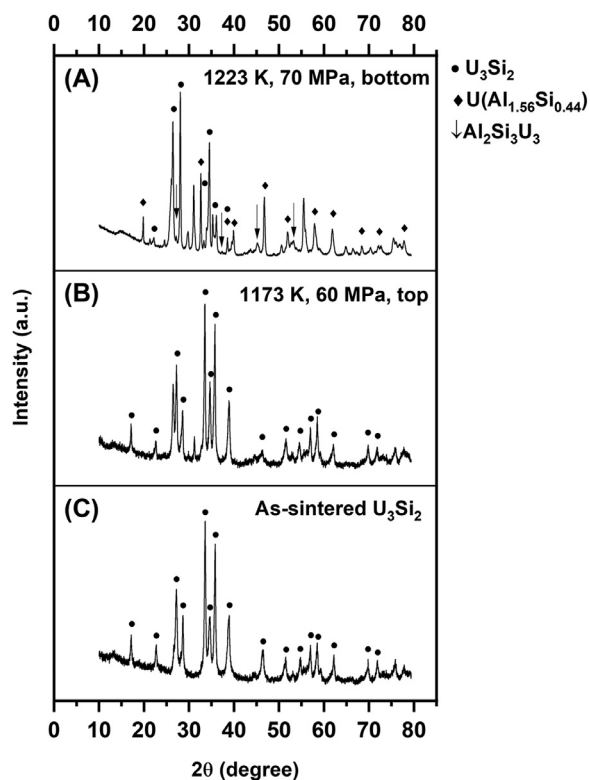 0 10 20 30 40 50 60 70 80
(A) 1223 K, 70 MPa, bottom
U₃Si₂
U(Al₁.₅₆Si₀.₄₄)
Al₂Si₃U₃
(B) 1173 K, 60 MPa, top
(C) As-sintered U₃Si₂
Intensity (a.u.)
0 10 20 30 40 50 60 70 80
2θ (degree)